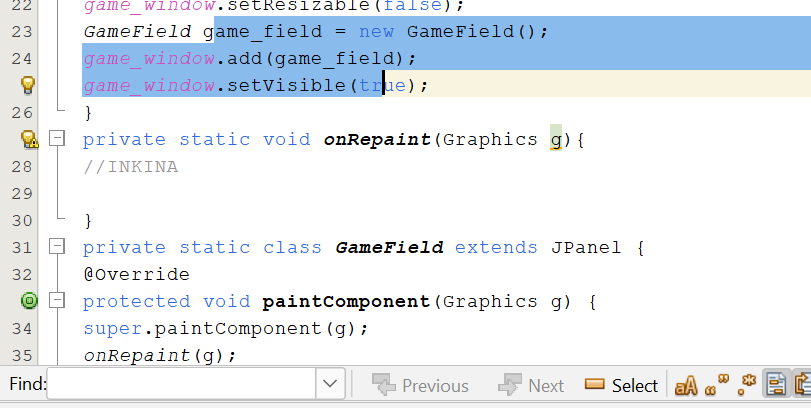 22 game_window.setResizable(false);
23 GameField game_field = new GameField();
24 game_window.add(game_field);
game_window.setVisible(true);
26 }
private static void onRepaint(Graphics g){
28 //INKINA
29
30 }
31 private static class GameField extends JPanel {
32 @Override
protected void paintComponent(Graphics g) {
34 super.paintComponent(g);
35 onRepaint(g);
Find: Previous Next Select aA